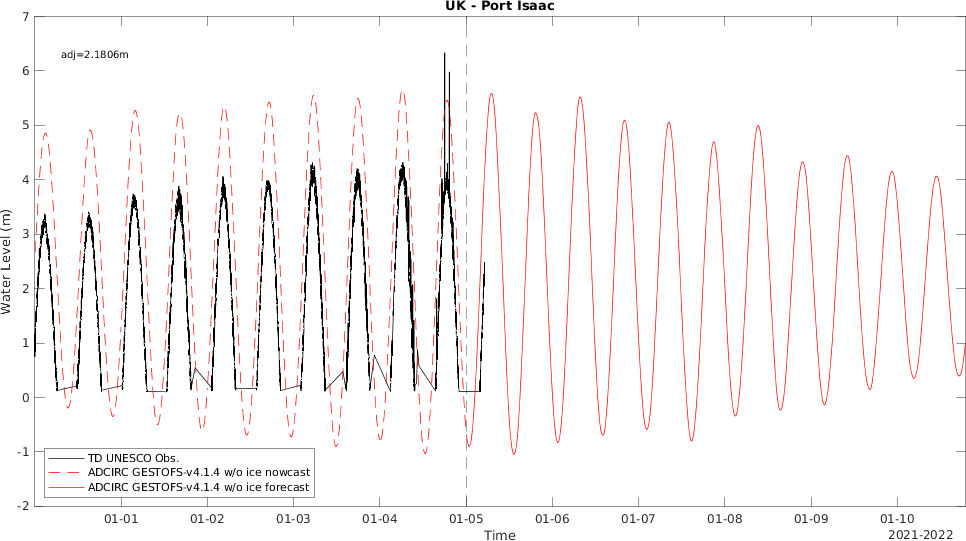 UK - Port Isaac
adj=2.1806m
7
6
5
4
3
2
1
0
-1
-2
Water Level (m)
TD UNESCO Obs.
ADCIRC GESTOFS-v4.1.4 w/o ice nowcast
ADCIRC GESTOFS-v4.1.4 w/o ice forecast
01-01 01-02 01-03 01-04 01-05 01-06 01-07 01-08 01-09 01-10
Time
2021-2022